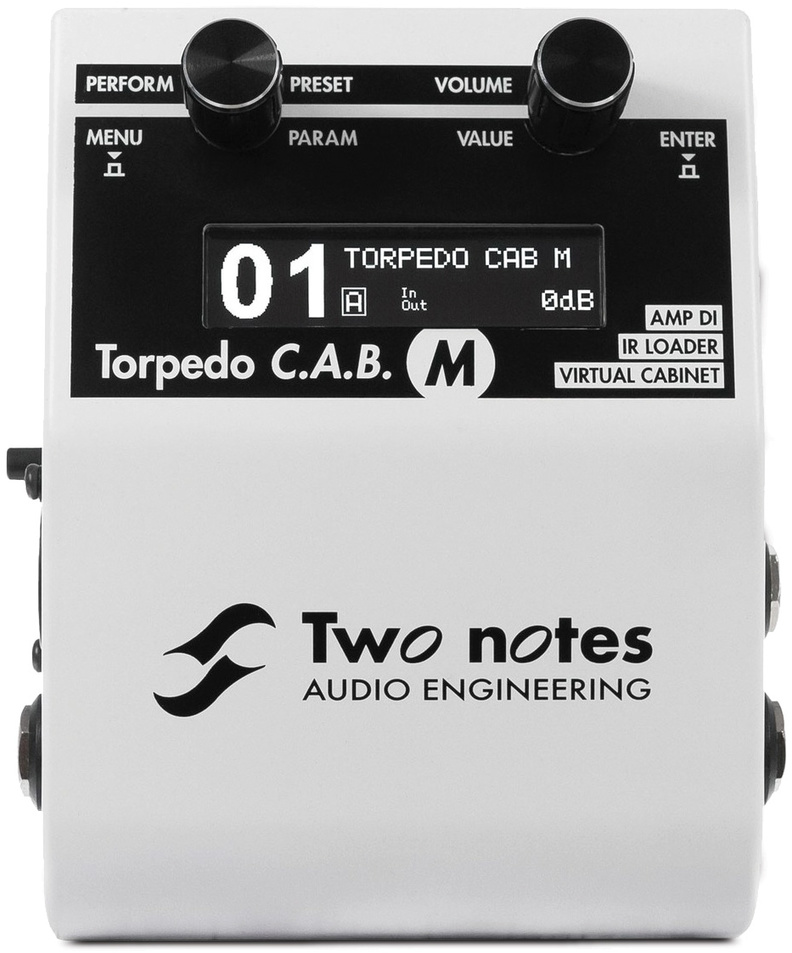 PERFORM PRESET VOLUME
MENU PARAM VALUE ENTER
01 TORPEDO CAB M
A In Out 0dB
AMP DI
IR LOADER
VIRTUAL CABINET
Torpedo C.A.B. M
Two notes
AUDIO ENGINEERING